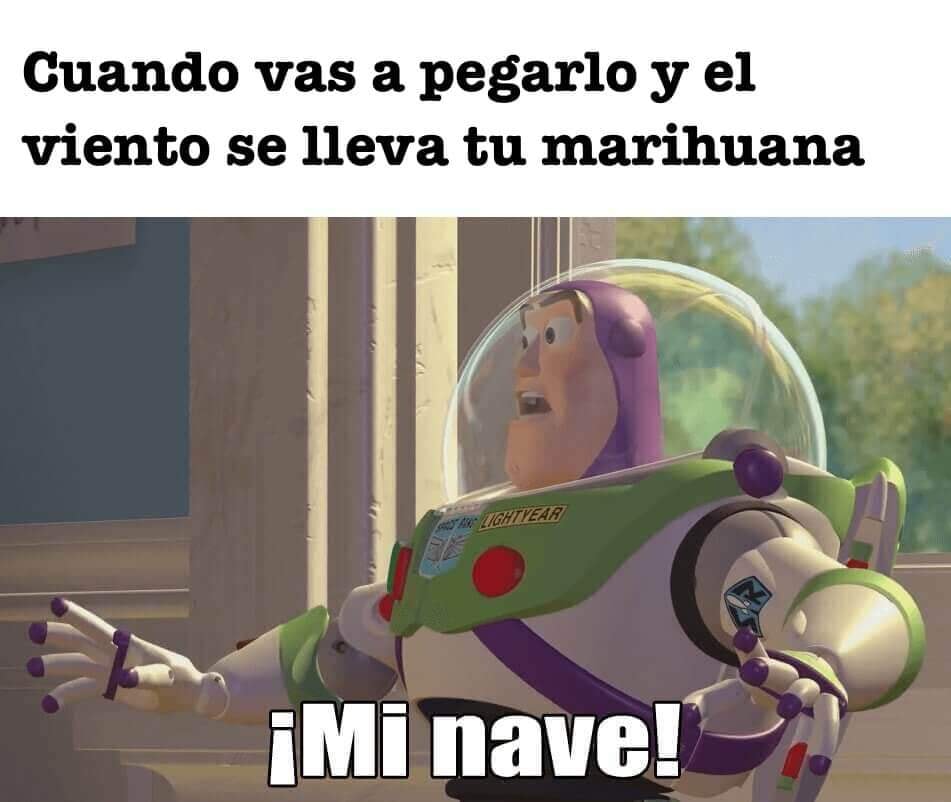 Cuando vas a pegarlo y el
viento se lleva tu marihuana
LIGHTYEAR
¡Mi nave!